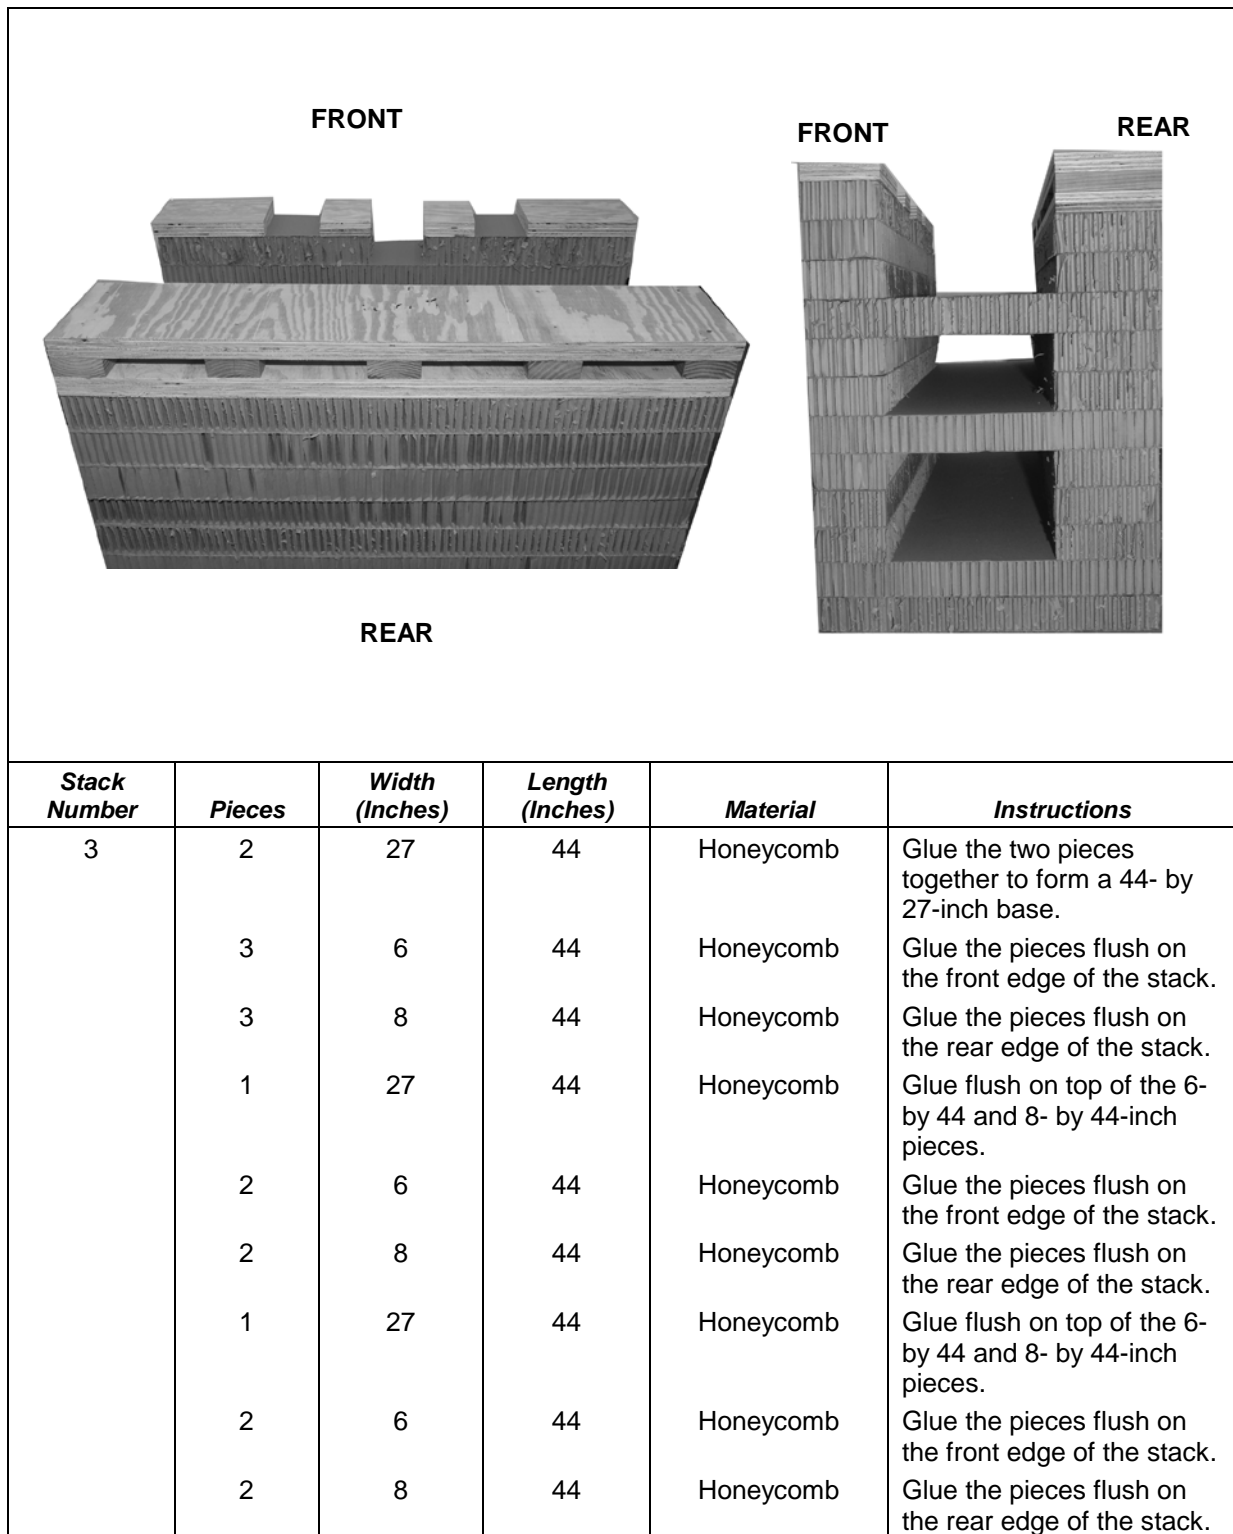 FRONT
FRONT
REAR
REAR
Stack Number Pieces Width (Inches) Length (Inches) Material Instructions
3 2 27 44 Honeycomb Glue the two pieces
together to form a 44- by
27-inch base.
3 6 44 Honeycomb Glue the pieces flush on
the front edge of the stack.
3 8 44 Honeycomb Glue the pieces flush on
the rear edge of the stack.
1 27 44 Honeycomb Glue flush on top of the 6-
by 44 and 8- by 44-inch
pieces.
2 6 44 Honeycomb Glue the pieces flush on
the front edge of the stack.
2 8 44 Honeycomb Glue the pieces flush on
the rear edge of the stack.
1 27 44 Honeycomb Glue flush on top of the 6-
by 44 and 8- by 44-inch
pieces.
2 6 44 Honeycomb Glue the pieces flush on
the front edge of the stack.
2 8 44 Honeycomb Glue the pieces flush on
the rear edge of the stack.